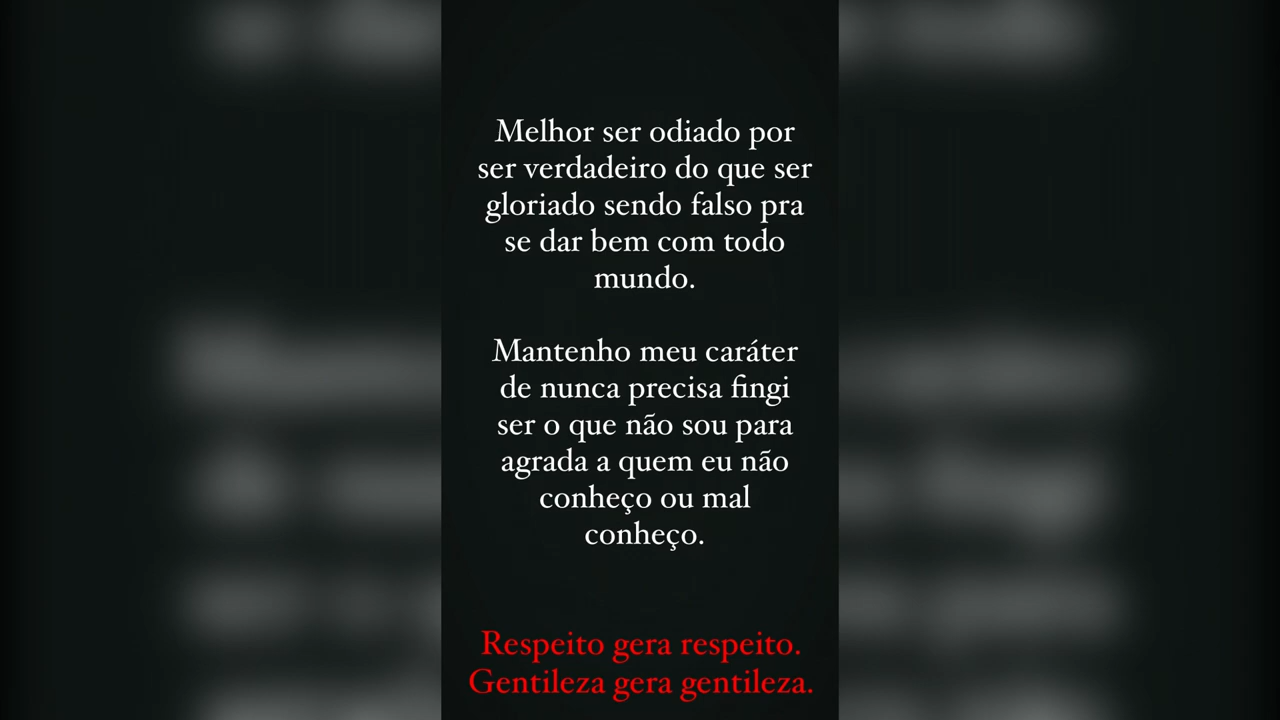 Melhor ser odiado por
ser verdadeiro do que ser
gloriado sendo falso pra
se dar bem com todo
mundo.
Mantenho meu caráter
de nunca precisa fingi
ser o que não sou para
agrada a quem eu não
conheço ou mal
conheço.
Respeito gera respeito.
Gentileza gera gentileza.